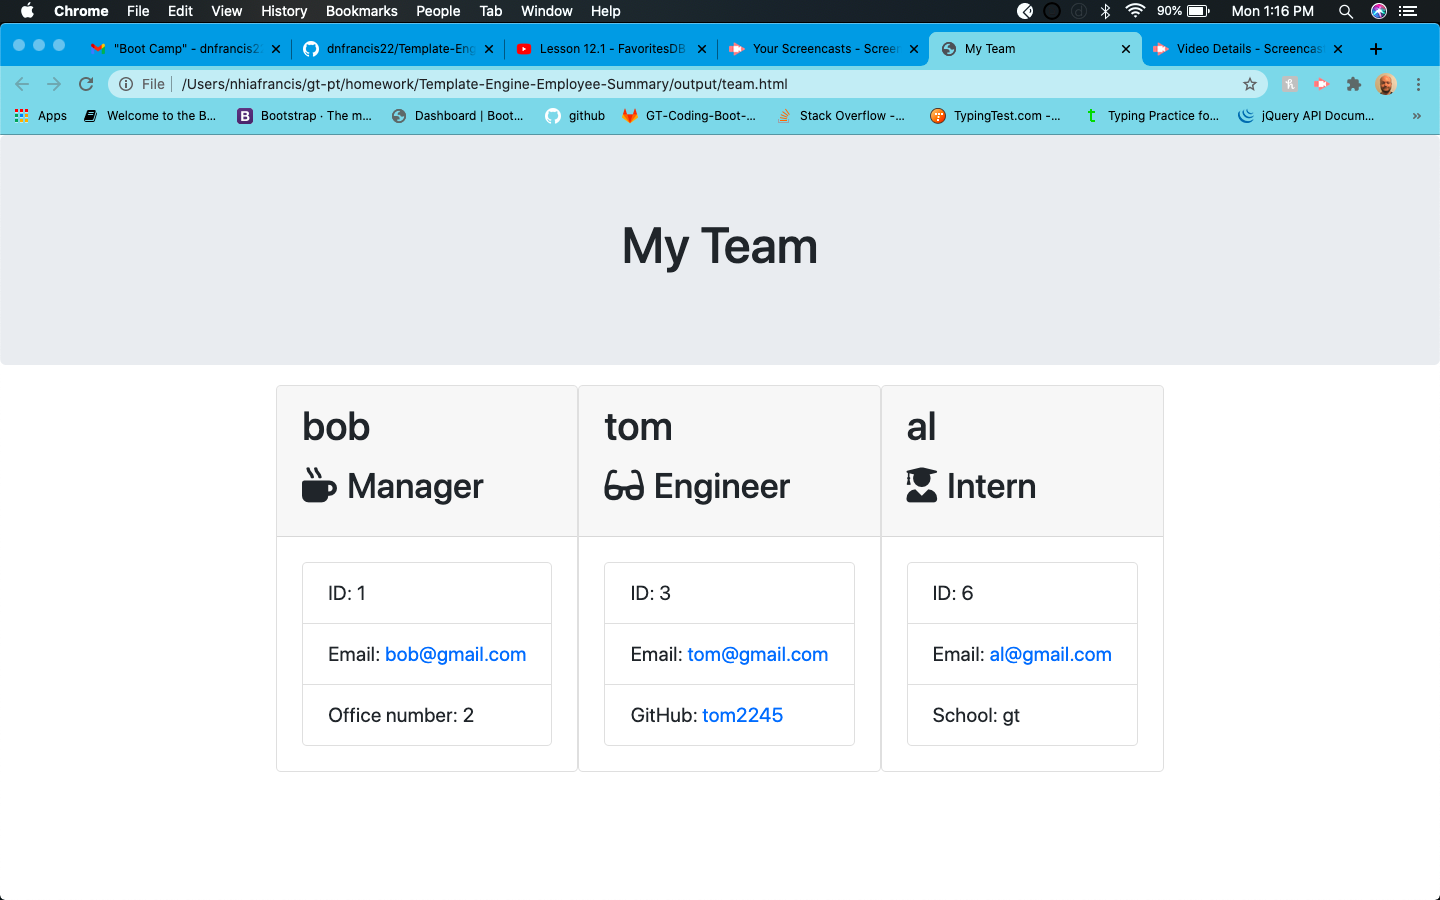 Chrome File Edit View History Bookmarks People Tab Window Help 90% Mon 1:16 PM
"Boot Camp" - dnfrancis22 dnfrancis22/Template-Eng Lesson 12.1 - FavoritesDB Your Screencasts - Screen My Team Video Details - Screencas
File /Users/nhiafrancis/gt-pt/homework/Template-Engine-Employee-Summary/output/team.html
Apps Welcome to the B... Bootstrap · The m... Dashboard | Boot... github GT-Coding-Boot-... Stack Overflow -... TypingTest.com -... Typing Practice fo... jQuery API Docum... »
My Team
bob
Manager
ID: 1
Email: bob@gmail.com
Office number: 2
tom
Engineer
ID: 3
Email: tom@gmail.com
GitHub: tom2245
al
Intern
ID: 6
Email: al@gmail.com
School: gt